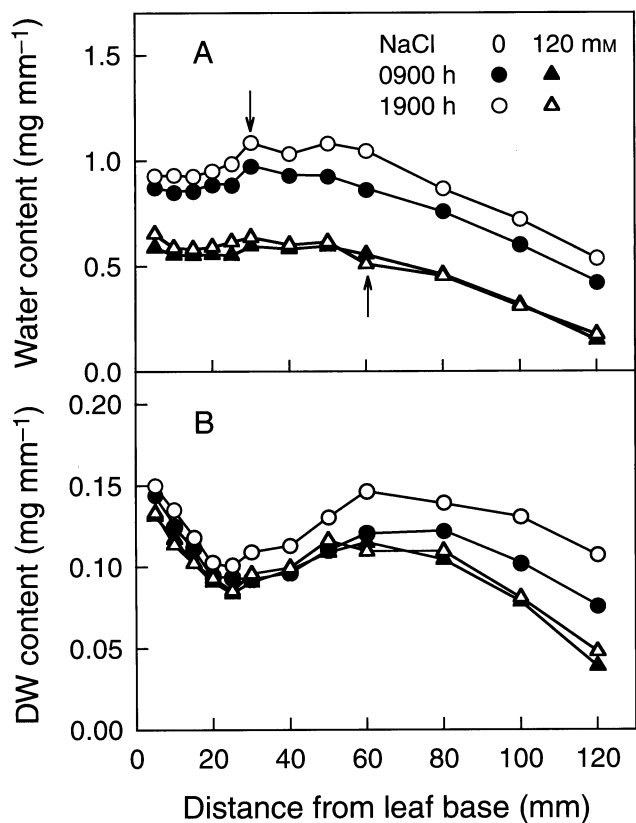 A
NaCl 0 120 mM
0900 h
1900 h
Water content (mg mm⁻¹)
1.5
1.0
0.5
0.0
B
DW content (mg mm⁻¹)
0.20
0.15
0.10
0.05
0.00
0 20 40 60 80 100 120
Distance from leaf base (mm)